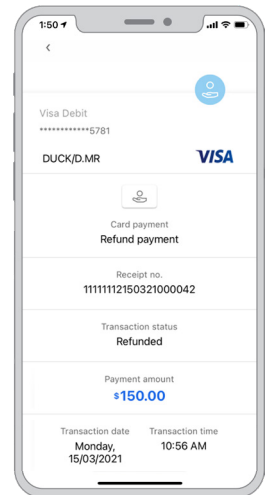 1:50
Visa Debit
************5781
DUCK/D.MR
VISA
Card payment
Refund payment
Receipt no.
11111112150321000042
Transaction status
Refunded
Payment amount
$150.00
Transaction date
Monday,
15/03/2021
Transaction time
10:56 AM